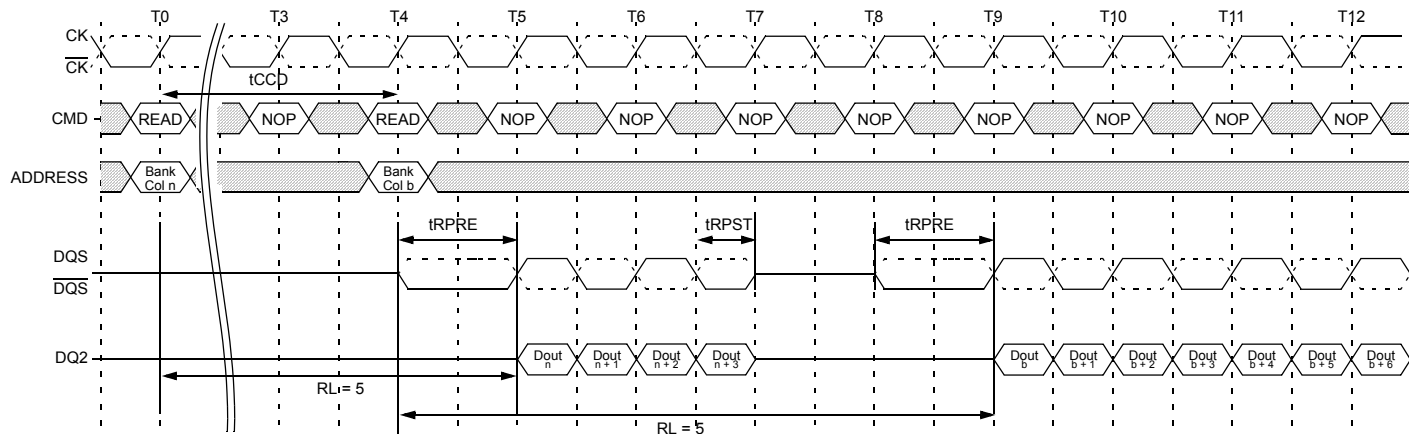 T0 T3 T4 T5 T6 T7 T8 T9 T10 T11 T12
CK
CK
tCCD
CMD READ NOP READ NOP NOP NOP NOP NOP NOP NOP NOP
ADDRESS Bank Col n Bank Col b
tRPRE tRPST tRPRE
DQS
DQS
DQ2 Dout n Dout n + 1 Dout n + 2 Dout n + 3 Dout b Dout b + 1 Dout b + 2 Dout b + 3 Dout b + 4 Dout b + 5 Dout b + 6
RL = 5
RL = 5